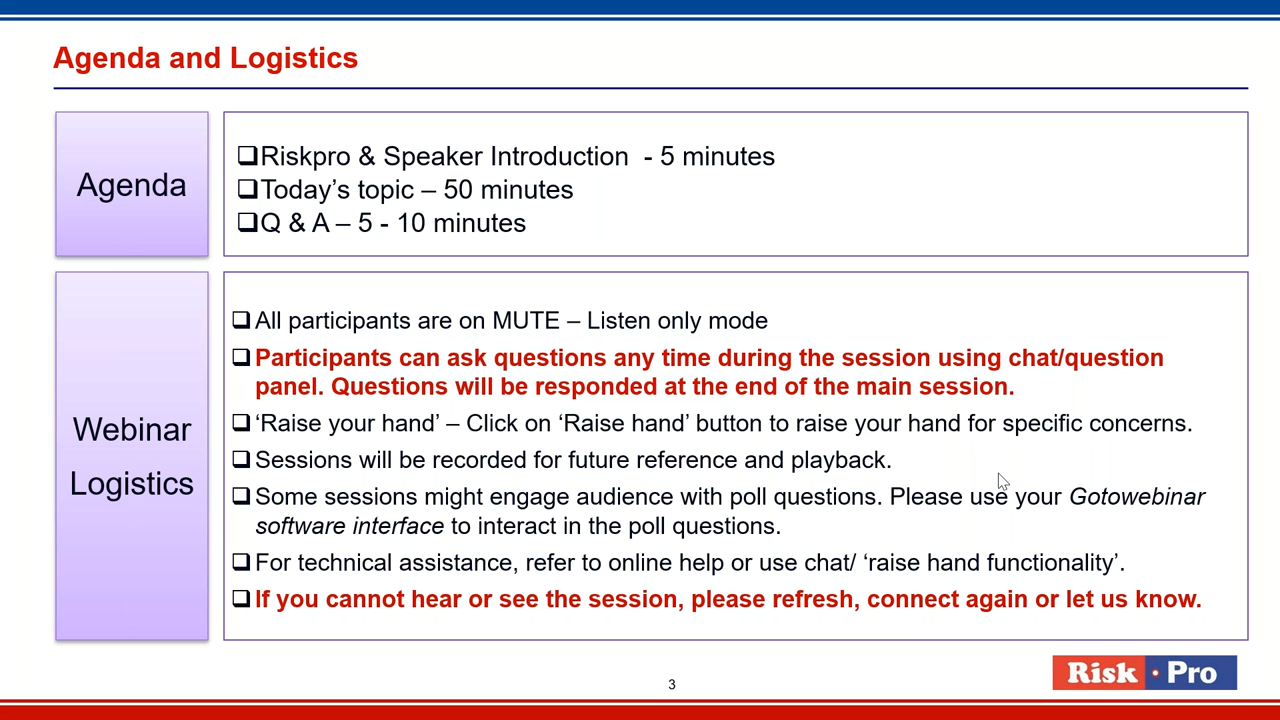 Agenda and Logistics
Agenda
❑Riskpro & Speaker Introduction - 5 minutes
❑Today’s topic – 50 minutes
❑Q & A – 5 - 10 minutes
Webinar
Logistics
❑All participants are on MUTE – Listen only mode
❑Participants can ask questions any time during the session using chat/question
panel. Questions will be responded at the end of the main session.
❑‘Raise your hand’ – Click on ‘Raise hand’ button to raise your hand for specific concerns.
❑Sessions will be recorded for future reference and playback.
❑Some sessions might engage audience with poll questions. Please use your Gotowebinar
software interface to interact in the poll questions.
❑For technical assistance, refer to online help or use chat/ ‘raise hand functionality’.
❑If you cannot hear or see the session, please refresh, connect again or let us know.
3
Risk · Pro